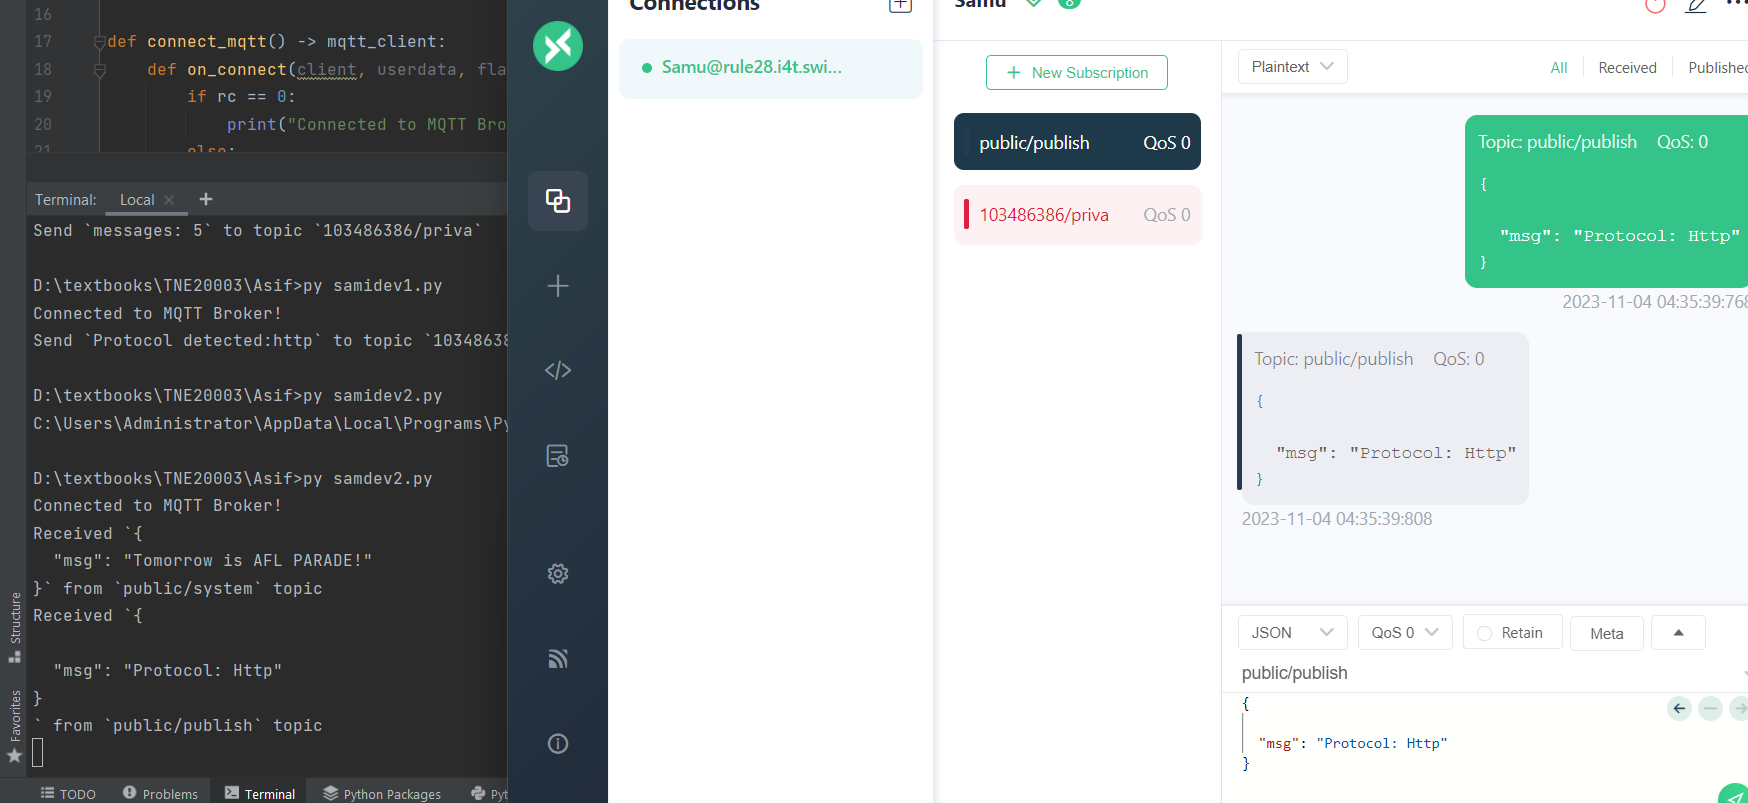 16
17 def connect_mqtt() -> mqtt_client:
18 def on_connect(client, userdata, fla
19 if rc == 0:
20 print("Connected to MQTT Bro
21 else:
Terminal: Local × +
Send `messages: 5` to topic `103486386/priva`
D:\textbooks\TNE20003\Asif>py samidev1.py
Connected to MQTT Broker!
Send `Protocol detected:http` to topic `10348638
D:\textbooks\TNE20003\Asif>py samidev2.py
C:\Users\Administrator\AppData\Local\Programs\Py
D:\textbooks\TNE20003\Asif>py samdev2.py
Connected to MQTT Broker!
Received `{
"msg": "Tomorrow is AFL PARADE!"
}` from `public/system` topic
Received `{
"msg": "Protocol: Http"
}
` from `public/publish` topic
Structure
Favorites
TODO Problems Terminal Python Packages Pyt
Connections
Samu@rule28.i4t.swi...
Samu 8
New Subscription
public/publish QoS 0
103486386/priva QoS 0
Plaintext All Received Published
Topic: public/publish QoS: 0
{
"msg": "Protocol: Http"
}
2023-11-04 04:35:39:768
Topic: public/publish QoS: 0
{
"msg": "Protocol: Http"
}
2023-11-04 04:35:39:808
JSON QoS 0 Retain Meta
public/publish
{
"msg": "Protocol: Http"
}